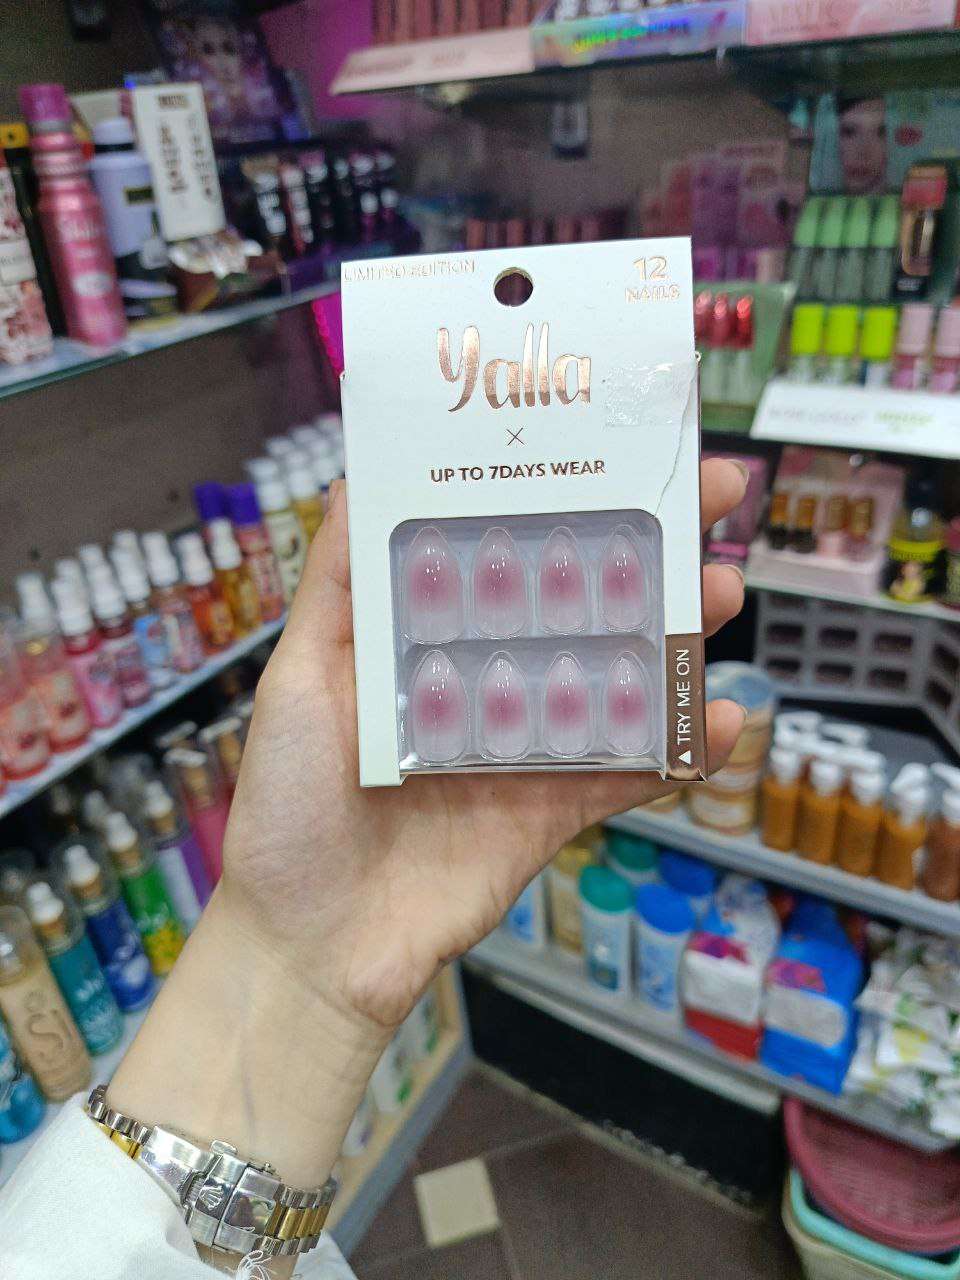 LIMITED EDITION
12
NAILS
Yalla
×
UP TO 7DAYS WEAR
TRY ME ON